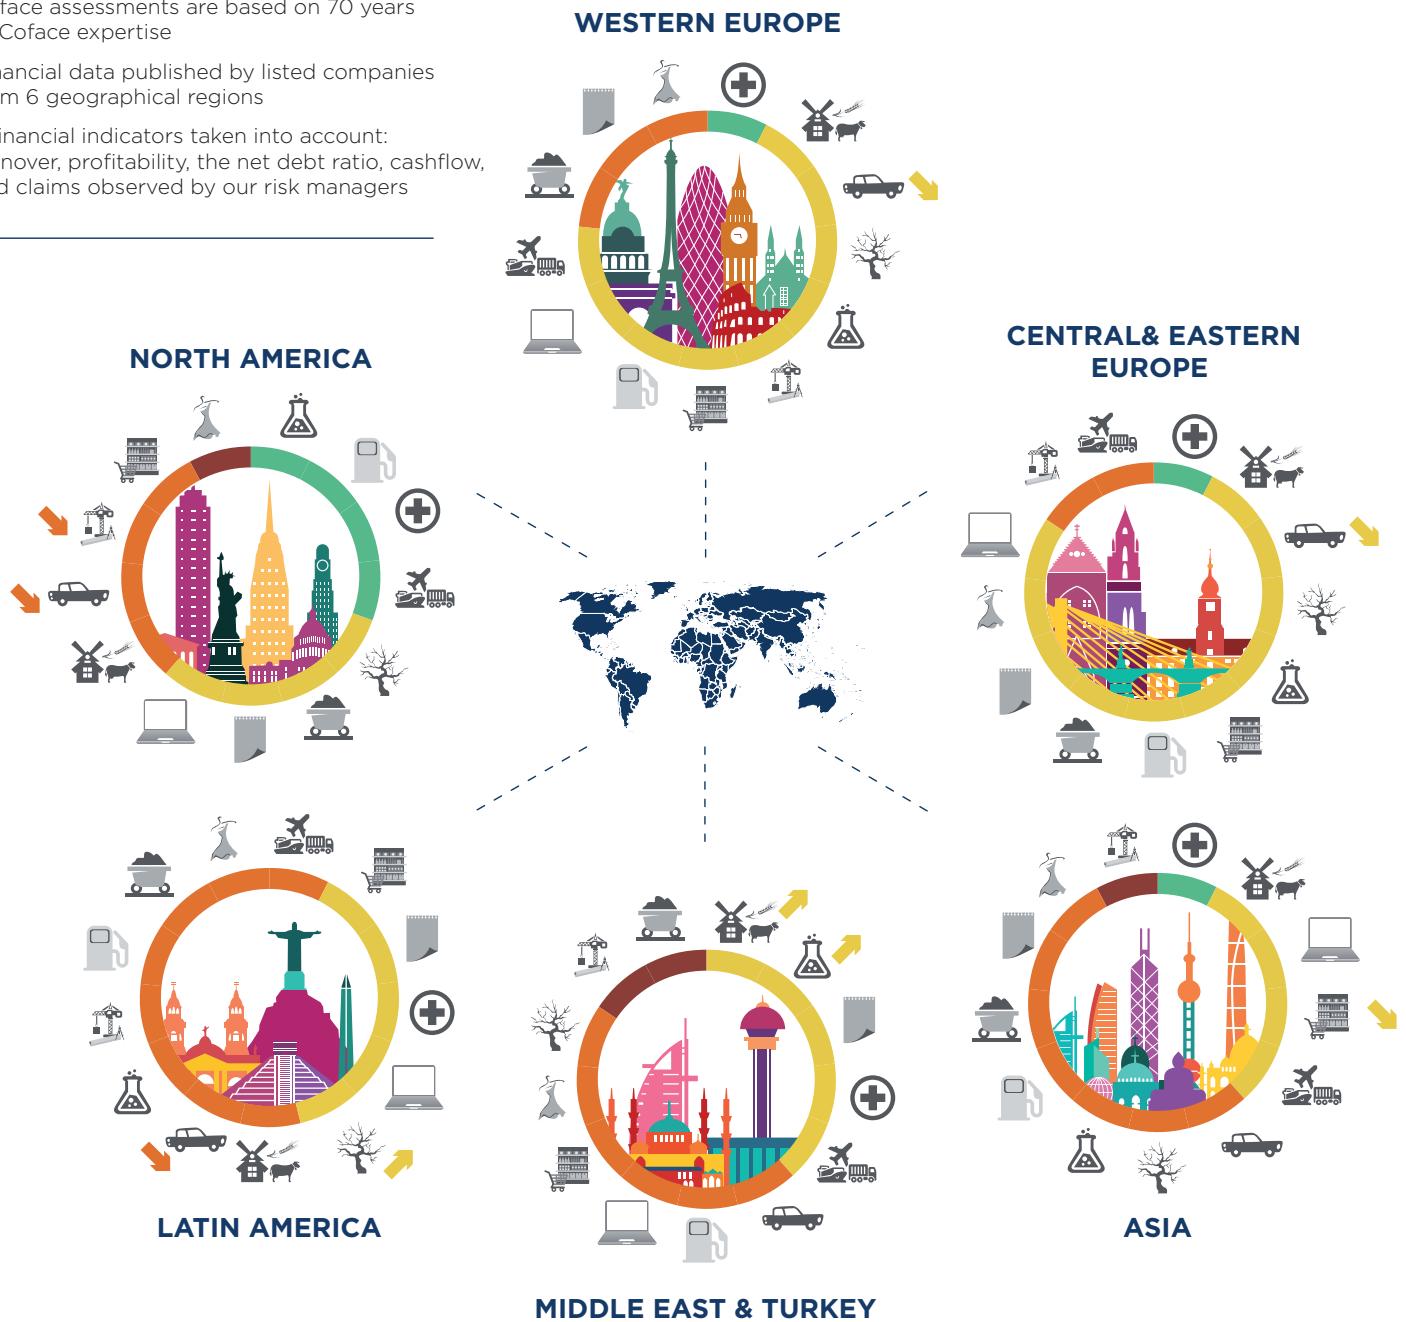 face assessments are based on 70 years
Coface expertise
ancial data published by listed companies
m 6 geographical regions
inancial indicators taken into account:
nover, profitability, the net debt ratio, cashflow,
d claims observed by our risk managers
WESTERN EUROPE
NORTH AMERICA
CENTRAL& EASTERN
EUROPE
LATIN AMERICA
ASIA
MIDDLE EAST & TURKEY